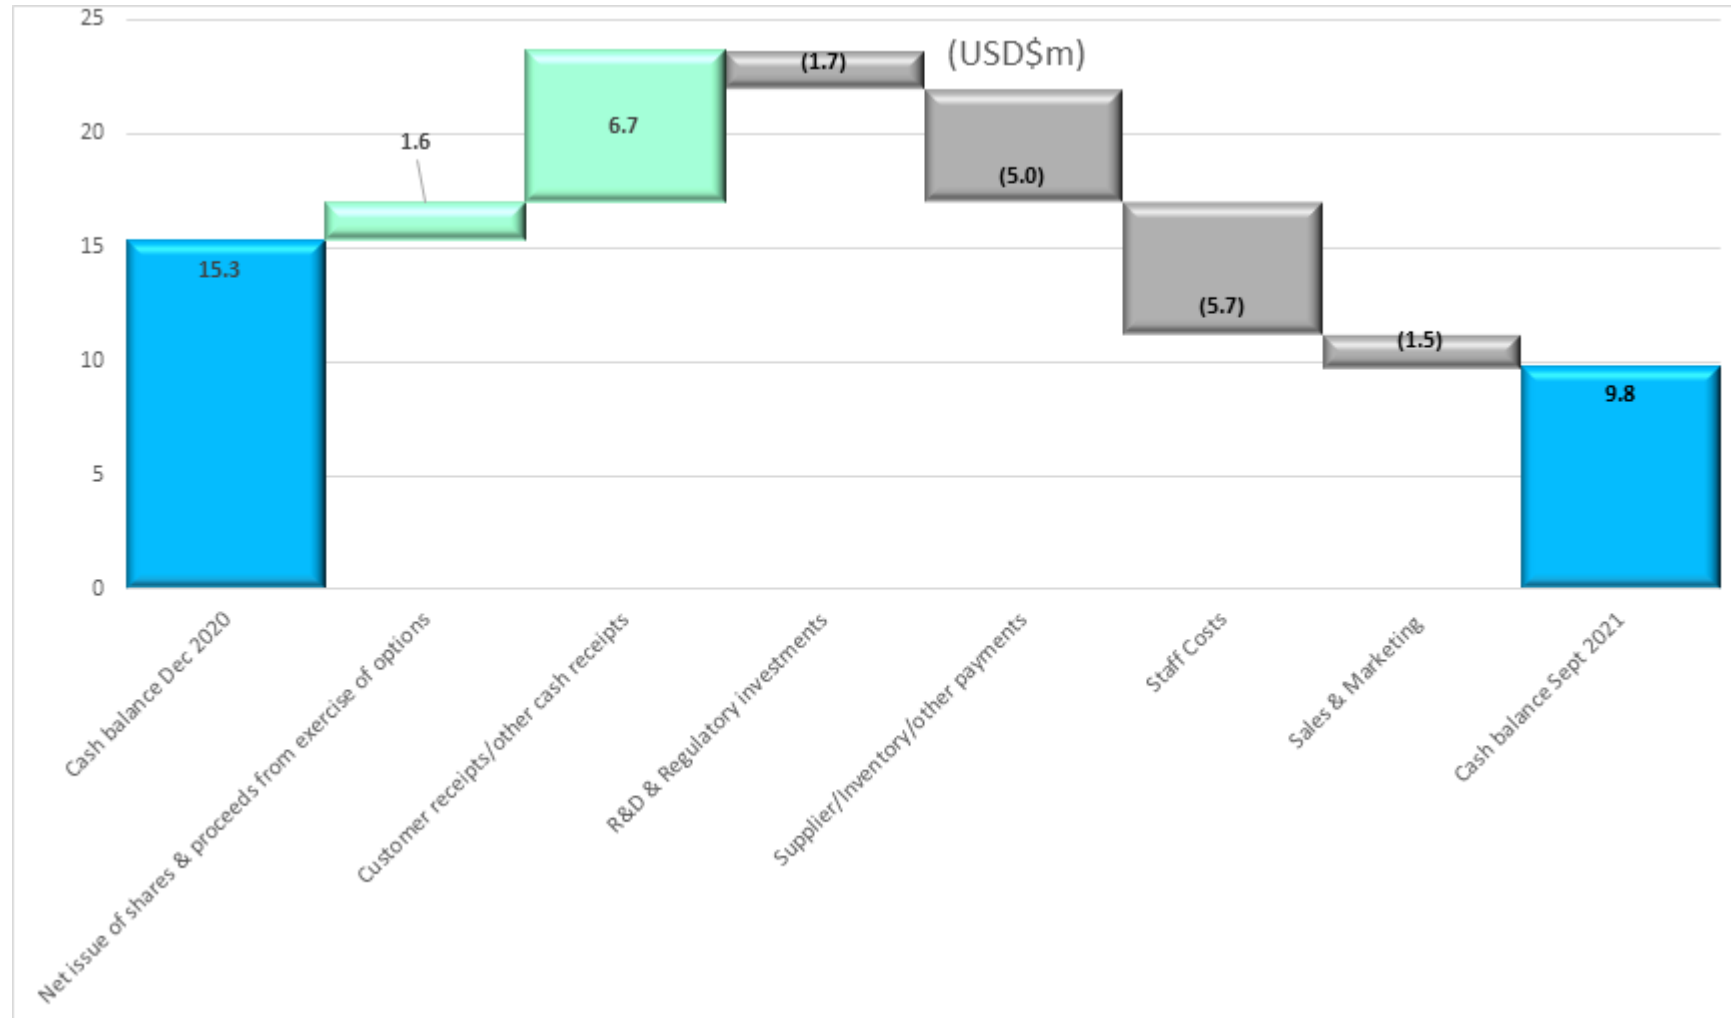 25
20
15
10
5
0
(USD$m)
15.3
1.6
6.7
(1.7)
(5.0)
(5.7)
(1.5)
9.8
Cash balance Dec 2020
Net issue of shares & proceeds from exercise of options
Customer receipts/other cash receipts
R&D & Regulatory investments
Supplier/Inventory/other payments
Staff Costs
Sales & Marketing
Cash balance Sept 2021